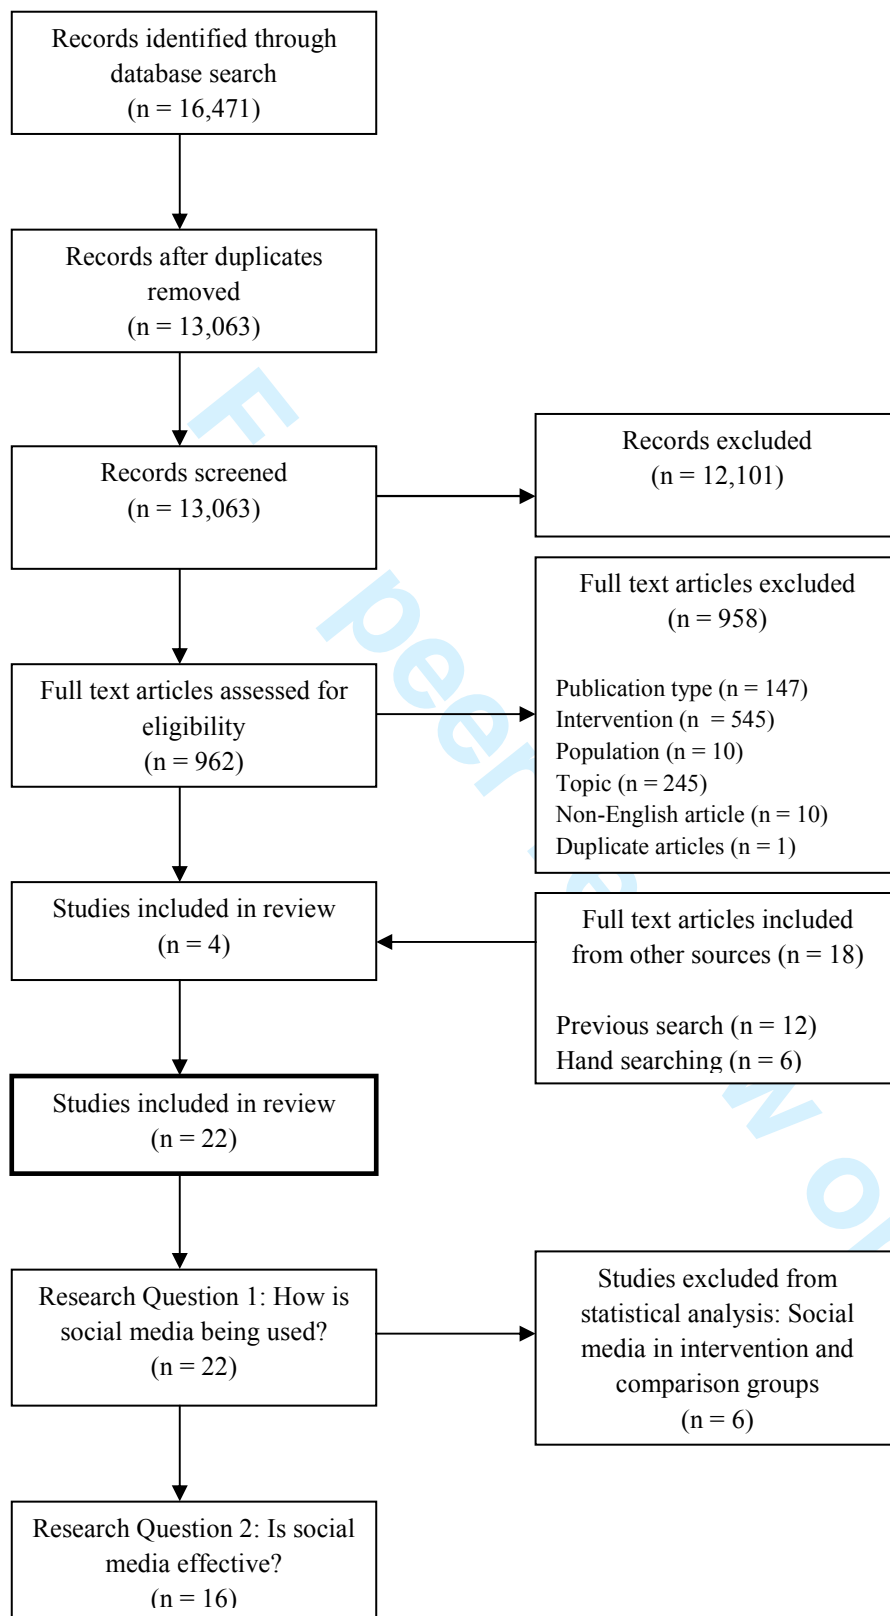 Records identified through
database search
(n = 16,471)
Records after duplicates
removed
(n = 13,063)
Records screened
(n = 13,063)
Records excluded
(n = 12,101)
Full text articles assessed for
eligibility
(n = 962)
Full text articles excluded
(n = 958)
Publication type (n = 147)
Intervention (n  = 545)
Population (n = 10)
Topic (n = 245)
Non-English article (n = 10)
Duplicate articles (n = 1)
Studies included in review
(n = 4)
Full text articles included
from other sources (n = 18)
Previous search (n = 12)
Hand searching (n = 6)
Studies included in review
(n = 22)
Research Question 1: How is
social media being used?
(n = 22)
Studies excluded from
statistical analysis: Social
media in intervention and
comparison groups
(n = 6)
Research Question 2: Is social
media effective?
(n = 16)